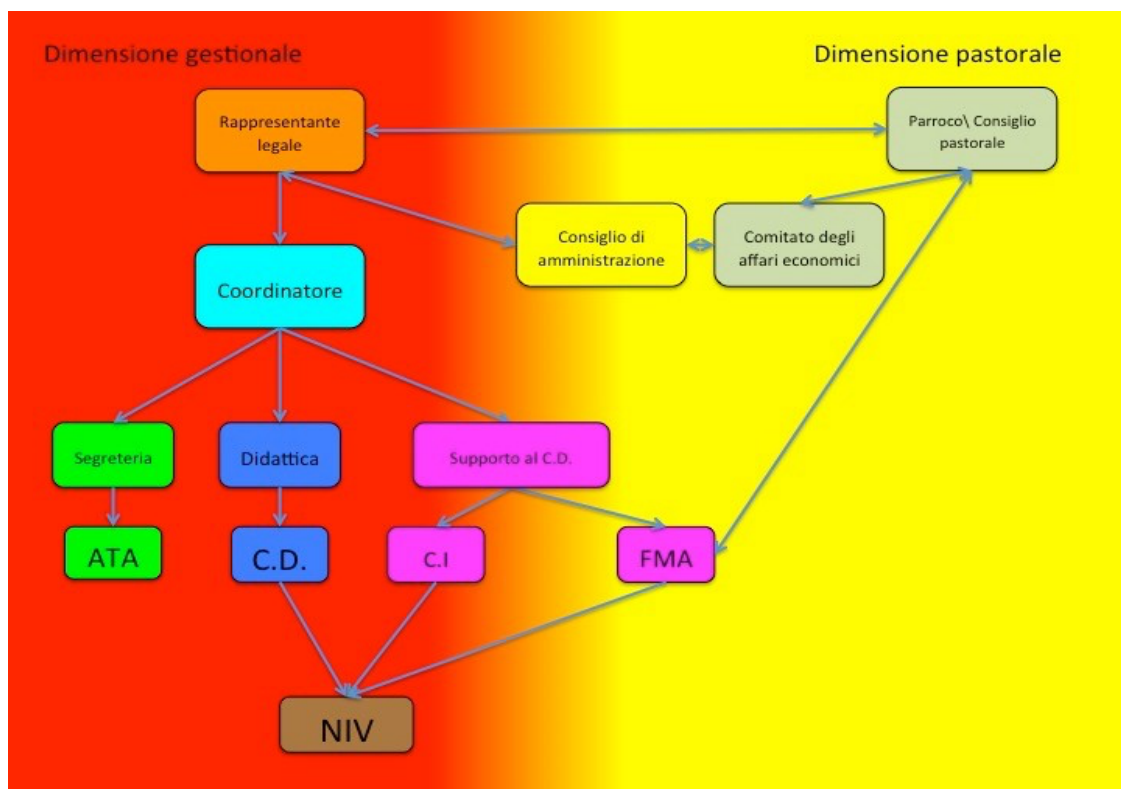 Dimensione gestionale
Dimensione pastorale
Rappresentante
legale
Parroco\ Consiglio
pastorale
Consiglio di
amministrazione
Comitato degli
affari economici
Coordinatore
Segreteria
Didattica
Supporto al C.D.
ATA
C.D.
C.I
FMA
NIV